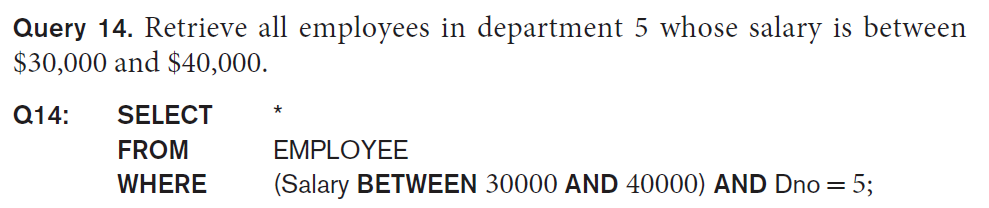 Query 14. Retrieve all employees in department 5 whose salary is between
$30,000 and $40,000.
Q14: SELECT *
FROM EMPLOYEE
WHERE (Salary BETWEEN 30000 AND 40000) AND Dno = 5;